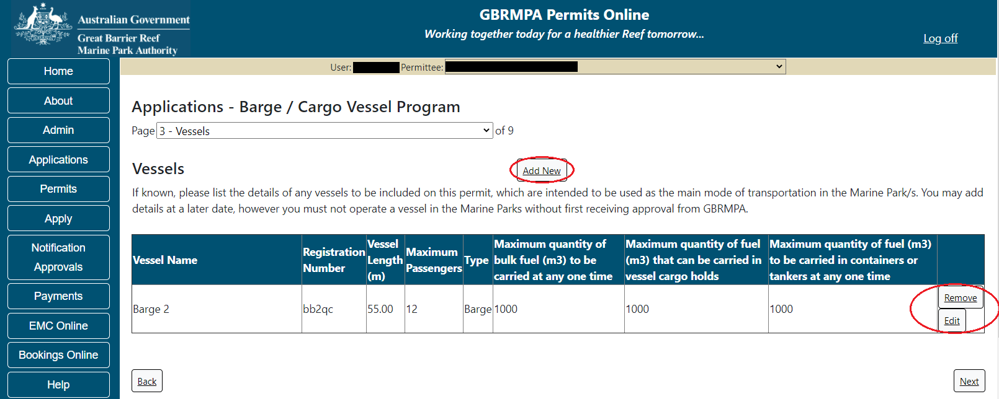 Australian Government
Great Barrier Reef
Marine Park Authority
GBRMPA Permits Online
Working together today for a healthier Reef tomorrow...
Log off
Home
About
Admin
Applications
Permits
Apply
Notification
Approvals
Payments
EMC Online
Bookings Online
Help
User: Permittee:
Applications - Barge / Cargo Vessel Program
Page 3 - Vessels of 9
Vessels
Add New
If known, please list the details of any vessels to be included on this permit, which are intended to be used as the main mode of transportation in the Marine Park/s. You may add
details at a later date, however you must not operate a vessel in the Marine Parks without first receiving approval from GBRMPA.
Vessel Name
Registration
Number
Vessel
Length
(m)
Maximum
Passengers
Type
Maximum quantity of
bulk fuel (m3) to be
carried at any one time
Maximum quantity of fuel
(m3) that can be carried in
vessel cargo holds
Maximum quantity of fuel (m3)
to be carried in containers or
tankers at any one time
Barge 2 bb2qc 55.00 12 Barge 1000 1000 1000
Remove
Edit
Back
Next